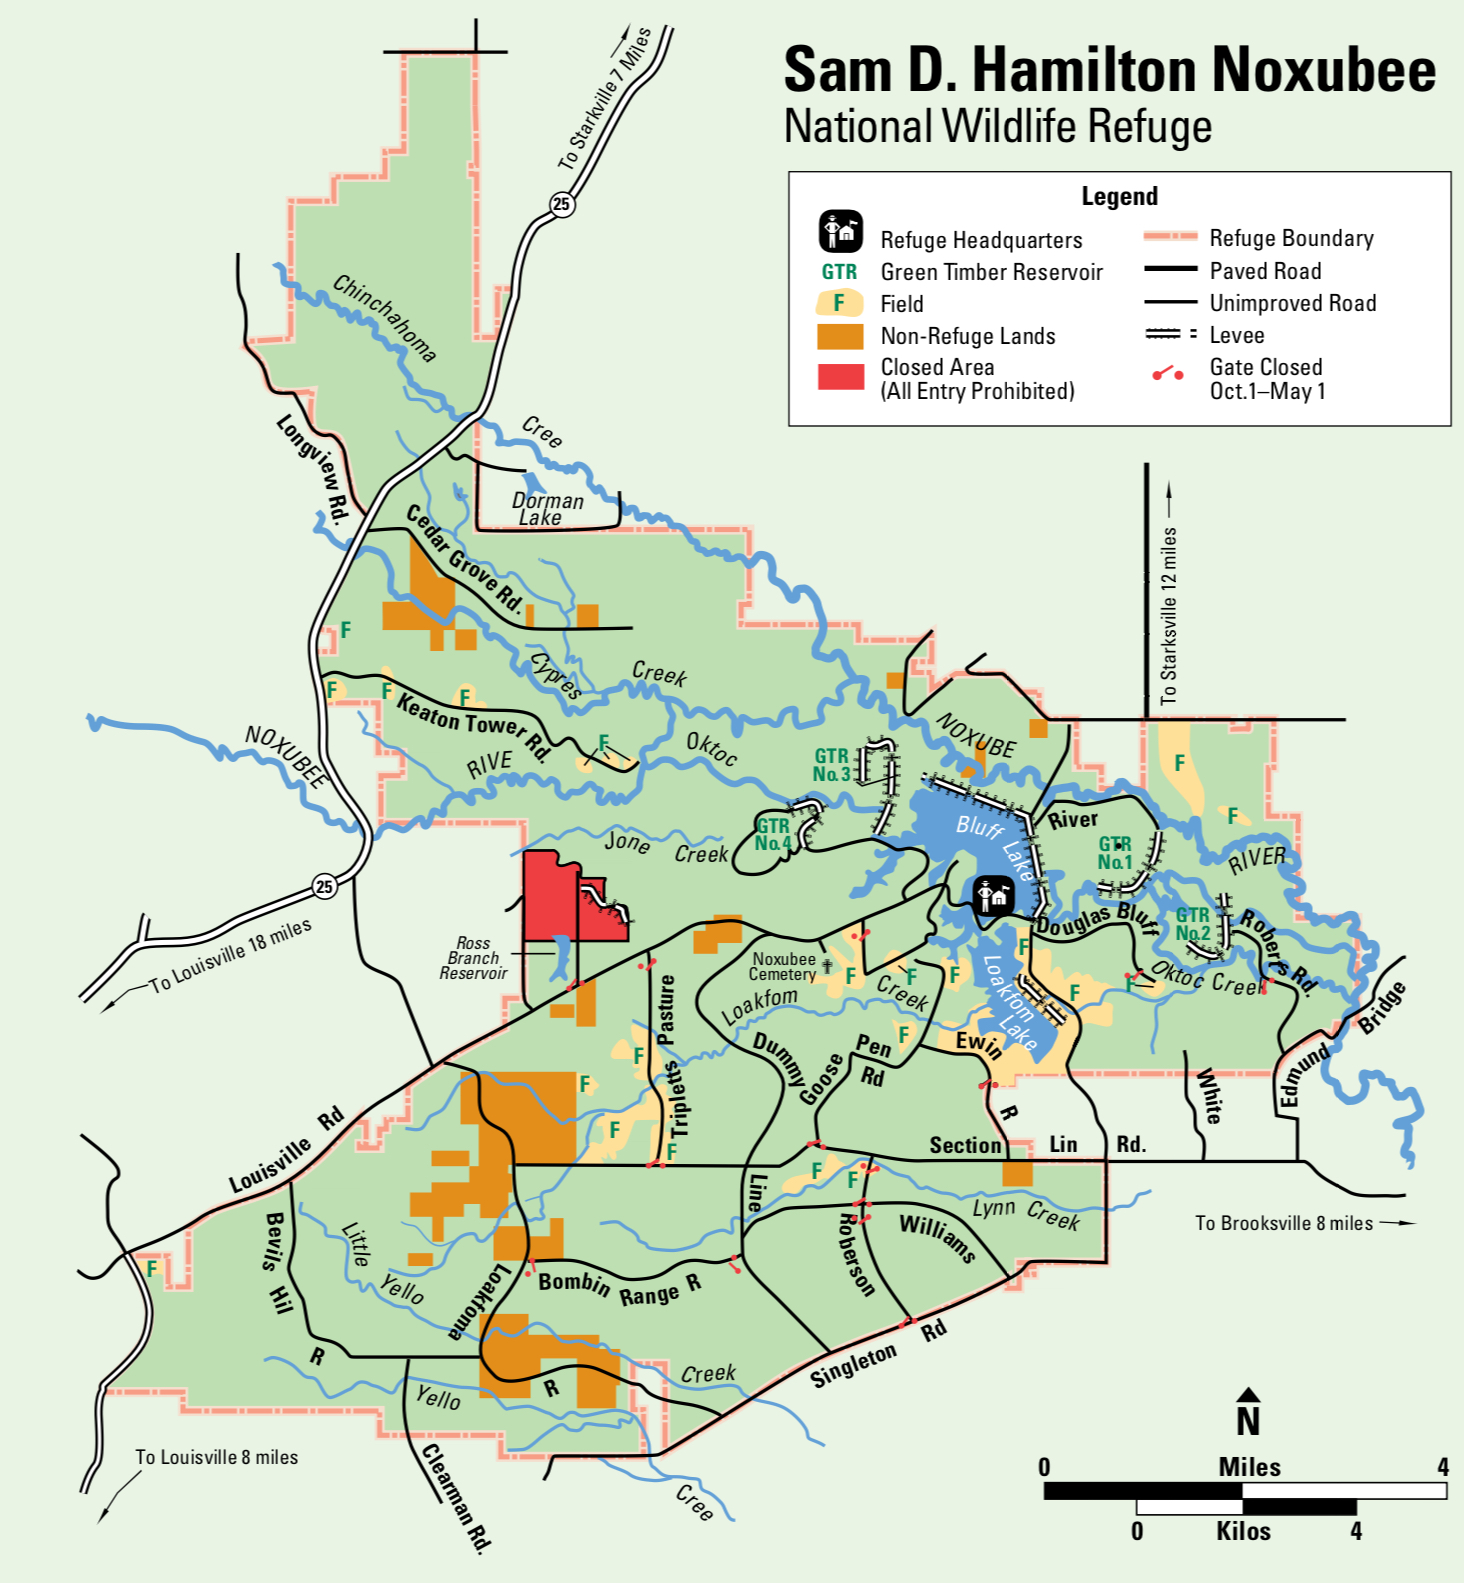 Sam D. Hamilton Noxubee
National Wildlife Refuge
Legend
Refuge Headquarters
GTR Green Timber Reservoir
F Field
Non-Refuge Lands
Closed Area
(All Entry Prohibited)
Refuge Boundary
Paved Road
Unimproved Road
Levee
Gate Closed
Oct.1–May 1
To Starkville 7 Miles
25
Chinchahoma
Cree
Longview Rd.
Dorman
Lake
Cedar Grove Rd.
To Starksville 12 miles
F
F
F
F
Cypres
Creek
Keaton Tower Rd.
F
NOXUBEE
RIVE
Oktoc
NOXUBE
GTR
No.3
F
F
River
Bluff
Lake
GTR
No.4
GTR
No.1
RIVER
Jone Creek
25
To Louisville 18 miles
Ross
Branch
Reservoir
Douglas Bluff
GTR
No.2
Robers Rd.
Oktoc Creek
F
F
F
F
F
F
Noxubee
Cemetery
Loakfom
Creek
Loakfom
Lake
Pasture
Tripletts
Bridge
Edmund
F
F
F
F
F
Dummy
Goose
Pen
Rd
Ewin
R
White
Louisville Rd
Section Lin Rd.
F
F
Line
Lynn Creek
To Brooksville 8 miles
Bevils Hil
R
Little
Yello
Loakfoma
Bombin Range R
Roberson
Williams
F
R
Creek
Yello
Singleton Rd
To Louisville 8 miles
Clearman Rd.
Cree
N
0 Miles 4
0 Kilos 4